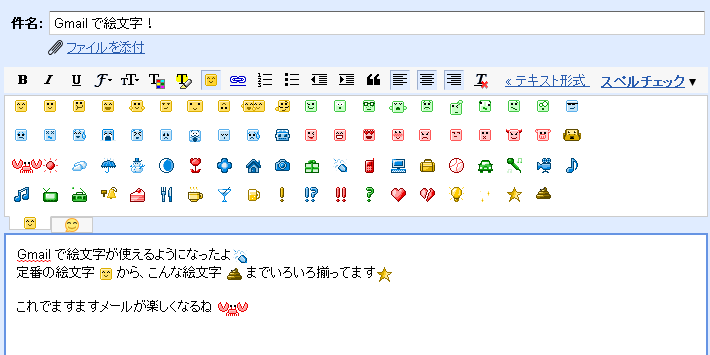 件名: Gmail で絵文字！
ファイルを添付
B I U F T T T « テキスト形式 スペルチェック ▼
Gmail で絵文字が使えるようになったよ
定番の絵文字 から、こんな絵文字 までいろいろ揃ってます
これでますますメールが楽しくなるね